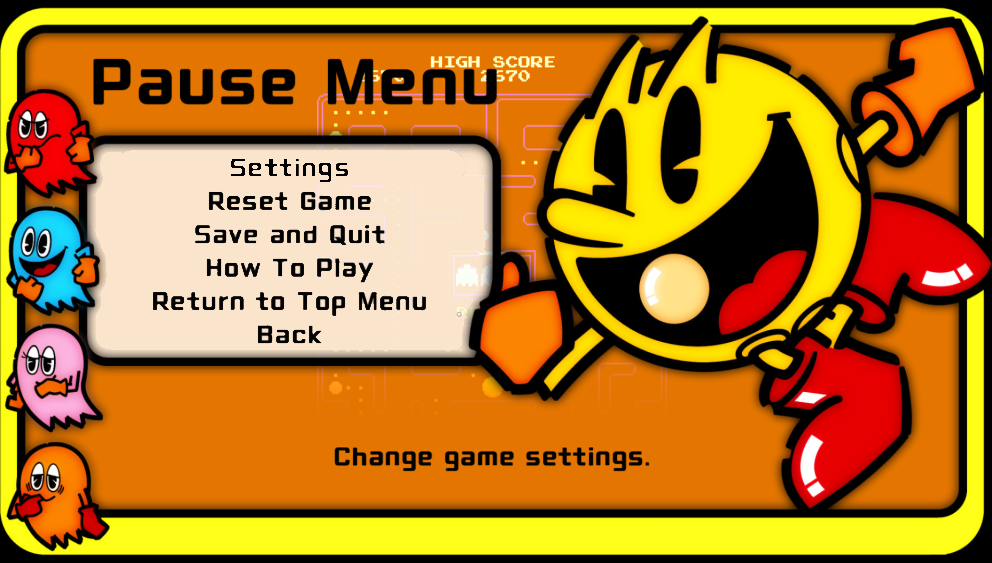 Pause Menu
HIGH SCORE
2670
Settings
Reset Game
Save and Quit
How To Play
Return to Top Menu
Back
Change game settings.